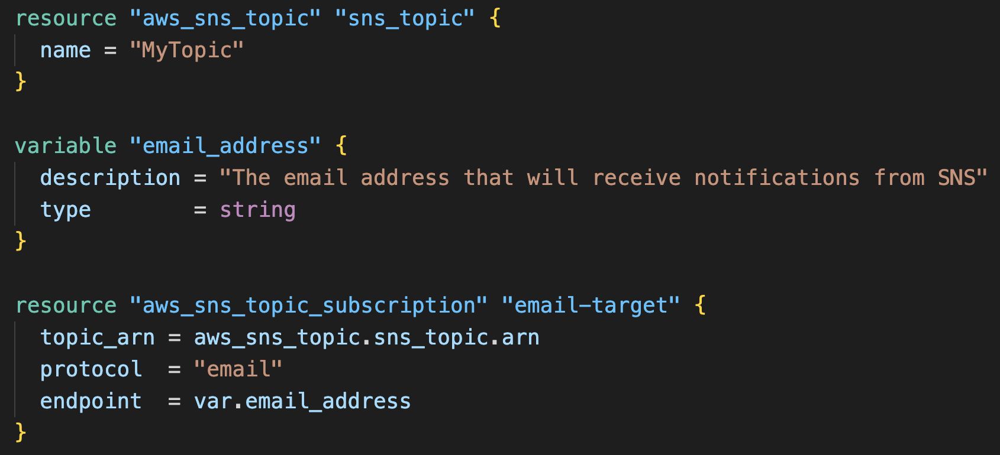 resource "aws_sns_topic" "sns_topic" {
  name = "MyTopic"
}

variable "email_address" {
  description = "The email address that will receive notifications from SNS"
  type        = string
}

resource "aws_sns_topic_subscription" "email-target" {
  topic_arn = aws_sns_topic.sns_topic.arn
  protocol  = "email"
  endpoint  = var.email_address
}